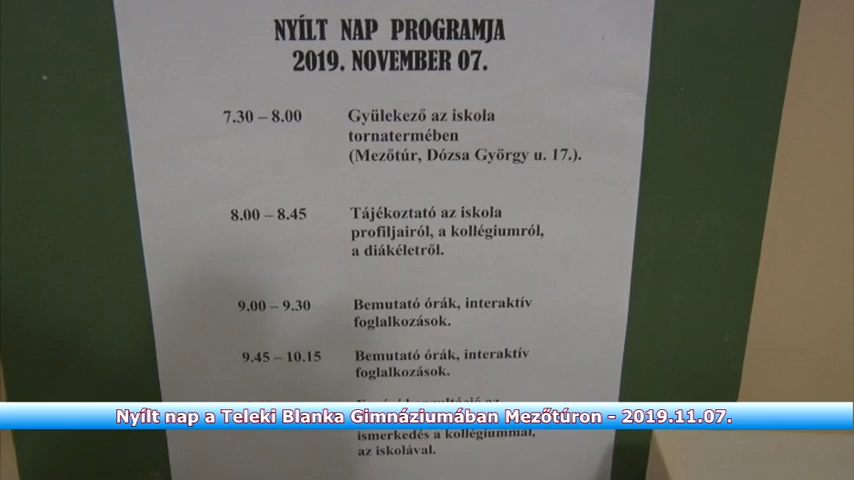 NYÍLT NAP PROGRAMJA
2019. NOVEMBER 07.
7.30 – 8.00 Gyülekező az iskola
tornatermében
(Mezőtúr, Dózsa György u. 17.).
8.00 – 8.45 Tájékoztató az iskola
profiljairól, a kollégiumról,
a diákéletről.
9.00 – 9.30 Bemutató órák, interaktív
foglalkozások.
9.45 – 10.15 Bemutató órák, interaktív
foglalkozások.
Nyílt nap a Teleki Blanka Gimnáziumában Mezőtúron - 2019.11.07.
ismerkedés a kollégiummal,
az iskolával.